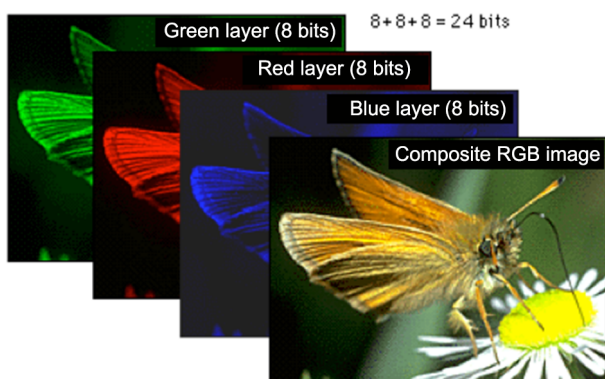 8+8+8 = 24 bits
Green layer (8 bits)
Red layer (8 bits)
Blue layer (8 bits)
Composite RGB image